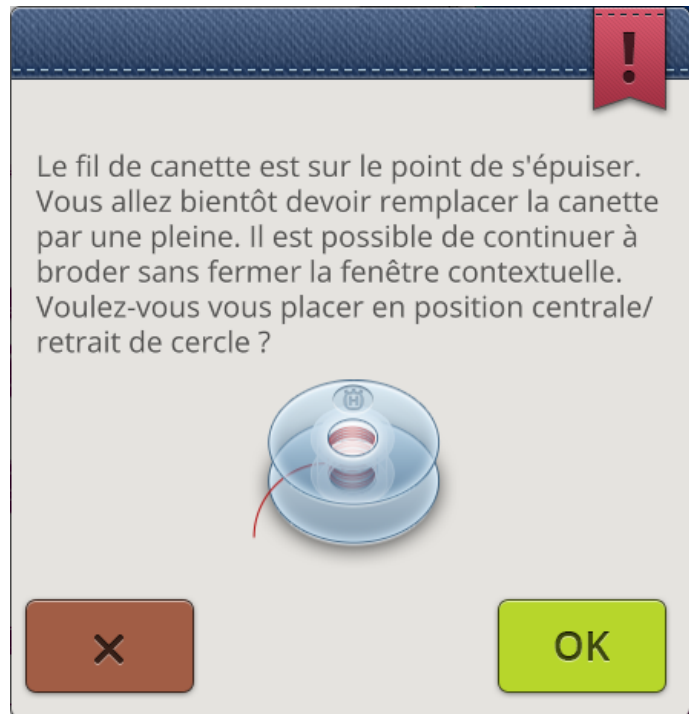 !
Le fil de canette est sur le point de s'épuiser.
Vous allez bientôt devoir remplacer la canette
par une pleine. Il est possible de continuer à
broder sans fermer la fenêtre contextuelle.
Voulez-vous vous placer en position centrale/
retrait de cercle ?
H
OK